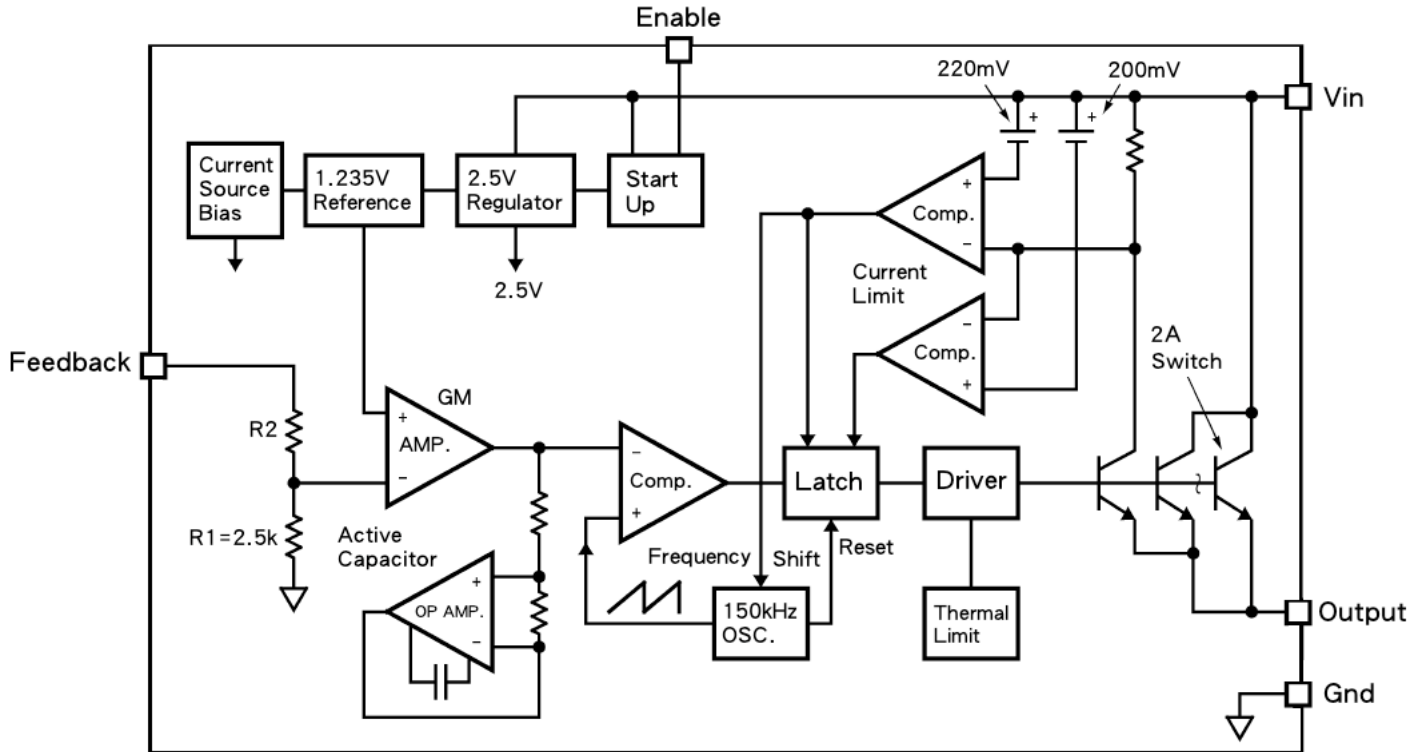 Enable
220mV
200mV
Vin
Current
Source
Bias
1.235V
Reference
2.5V
Regulator
Start
Up
+
+
+
Comp.
−
2.5V
Current
Limit
−
Comp.
+
2A
Switch
Feedback
GM
R2
+
AMP.
−
−
Comp.
+
Latch
Driver
R1=2.5k
Active
Capacitor
Frequency
Shift
Reset
+
OP AMP.
−
150kHz
OSC.
Thermal
Limit
Output
Gnd